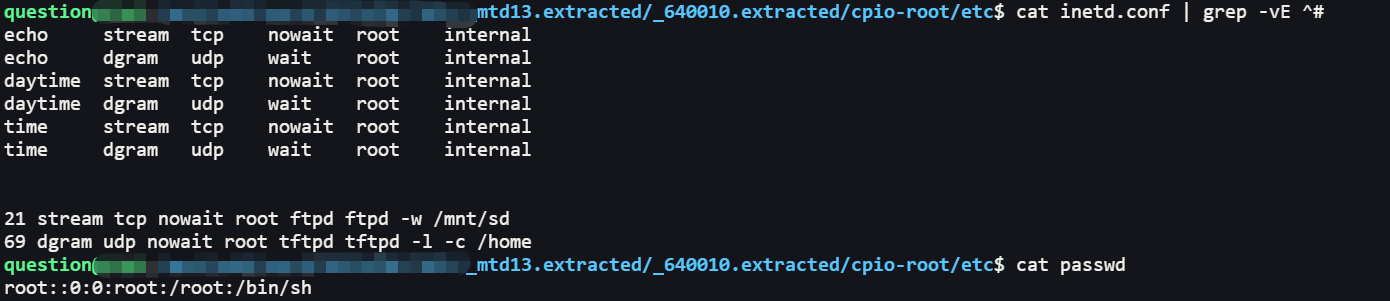 question _mtd13.extracted/_640010.extracted/cpio-root/etc$ cat inetd.conf | grep -vE ^#
echo stream tcp nowait root internal
echo dgram udp wait root internal
daytime stream tcp nowait root internal
daytime dgram udp wait root internal
time stream tcp nowait root internal
time dgram udp wait root internal
21 stream tcp nowait root ftpd ftpd -w /mnt/sd
69 dgram udp nowait root tftpd tftpd -l -c /home
question _mtd13.extracted/_640010.extracted/cpio-root/etc$ cat passwd
root::0:0:root:/root:/bin/sh